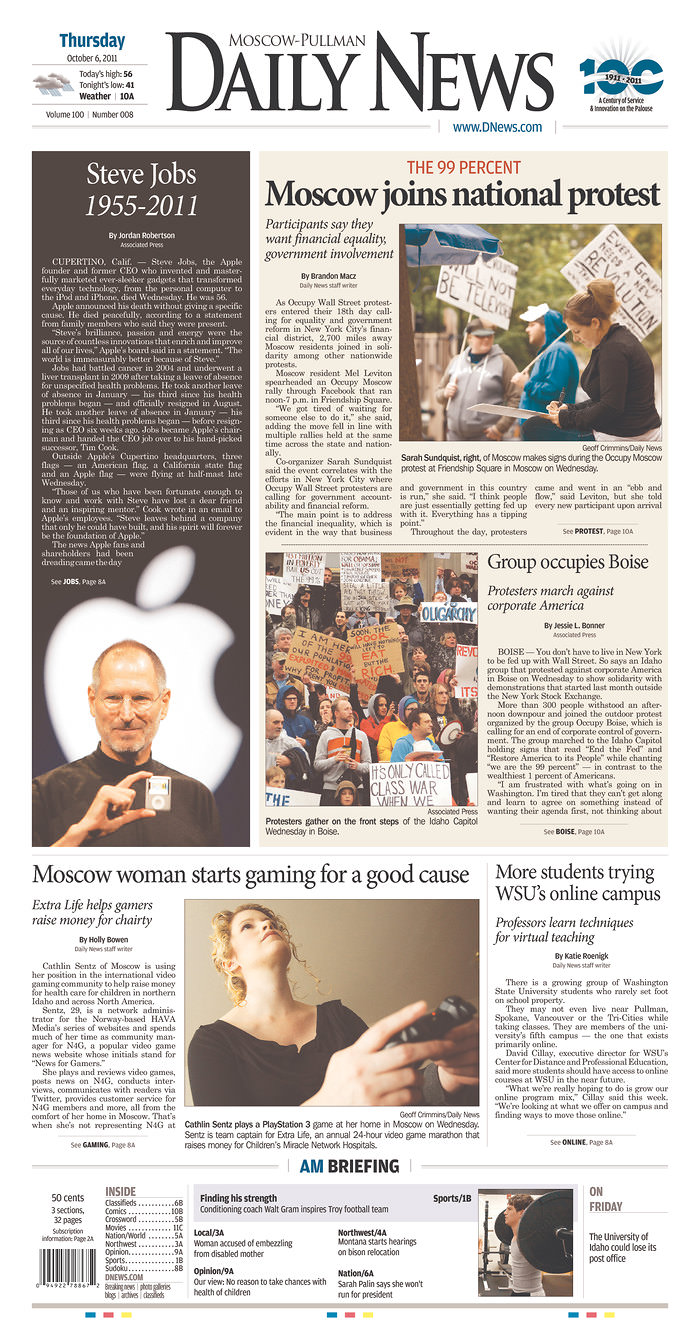 Thursday
October 6, 2011
Today's high: 56
Tonight's low: 41
Weather | 10A
Volume 100 | Number 008
MOSCOW-PULLMAN
DAILY NEWS
www.DNews.com
100
1911 - 2011
A Century of Service
& Innovation on the Palouse
Steve Jobs
1955-2011
By Jordan Robertson
Associated Press
CUPERTINO, Calif. — Steve Jobs, the Apple
founder and former CEO who invented and master-
fully marketed ever-sleeker gadgets that transformed
everyday technology, from the personal computer to
the iPod and iPhone, died Wednesday. He was 56.
Apple announced his death without giving a specific
cause. He died peacefully, according to a statement
from family members who said they were present.
"Steve's brilliance, passion and energy were the
source of countless innovations that enrich and improve
all of our lives," Apple's board said in a statement. "The
world is immeasurably better because of Steve."
Jobs had battled cancer in 2004 and underwent a
liver transplant in 2009 after taking a leave of absence
for unspecified health problems. He took another leave
of absence in January — his third since his health
problems began — and officially resigned in August.
He took another leave of absence in January — his
third since his health problems began — before resign-
ing as CEO six weeks ago. Jobs became Apple's chair-
man and handed the CEO job over to his hand-picked
successor, Tim Cook.
Outside Apple's Cupertino headquarters, three
flags — an American flag, a California state flag
and an Apple flag — were flying at half-mast late
Wednesday.
"Those of us who have been fortunate enough to
know and work with Steve have lost a dear friend
and an inspiring mentor." Cook wrote in an email to
Apple's employees. "Steve leaves behind a company
that only he could have built, and his spirit will forever
be the foundation of Apple."
The news Apple fans and
shareholders had been
dreading came the day
See JOBS, Page 8A
THE 99 PERCENT
Moscow joins national protest
Participants say they
want financial equality,
government involvement
By Brandon Macz
Daily News staff writer
As Occupy Wall Street protest-
ers entered their 18th day call-
ing for equality and government
reform in New York City's finan-
cial district, 2,700 miles away
Moscow residents joined in soli-
darity among other nationwide
protests.
Moscow resident Mel Leviton
spearheaded an Occupy Moscow
rally through Facebook that ran
noon-7 p.m. in Friendship Square.
"We got tired of waiting for
someone else to do it," she said,
adding the move fell in line with
multiple rallies held at the same
time across the state and nation-
ally.
Co-organizer Sarah Sundquist
said the event correlates with the
efforts in New York City where
Occupy Wall Street protesters are
calling for government account-
ability and financial reform.
"The main point is to address
the financial inequality, which is
evident in the way that business
Geoff Crimmins/Daily News
Sarah Sundquist, right, of Moscow makes signs during the Occupy Moscow
protest at Friendship Square in Moscow on Wednesday.
and government in this country
is run," she said. "I think people
are just essentially getting fed up
with it. Everything has a tipping
point."
Throughout the day, protesters
came and went in an "ebb and
flow," said Leviton, but she told
every new participant upon arrival
See PROTEST, Page 10A
OLIGARCHY
I AM HERE
OF THE 99
OUR POPULATION
EXPLOITED
FOR PROFIT
SOON THE
POOR
WILL HAVE NOTHING
LEFT TO
EAT
BUT THE
RICH
IT'S ONLY CALLED
CLASS WAR
WHEN WE
THE
Associated Press
Protesters gather on the front steps of the Idaho Capitol
Wednesday in Boise.
Group occupies Boise
Protesters march against
corporate America
By Jessie L. Bonner
Associated Press
BOISE — You don't have to live in New York
to be fed up with Wall Street. So says an Idaho
group that protested against corporate America
in Boise on Wednesday to show solidarity with
demonstrations that started last month outside
the New York Stock Exchange.
More than 300 people withstood an after-
noon downpour and joined the outdoor protest
organized by the group Occupy Boise, which is
calling for an end of corporate control of govern-
ment. The group marched to the Idaho Capitol
holding signs that read "End the Fed" and
"Restore America to its People" while chanting
"we are the 99 percent" — in contrast to the
wealthiest 1 percent of Americans.
"I am frustrated with what's going on in
Washington. I'm tired that they can't get along
and learn to agree on something instead of
wanting their agenda first, not thinking about
See BOISE, Page 10A
Moscow woman starts gaming for a good cause
Extra Life helps gamers
raise money for chairty
By Holly Bowen
Daily News staff writer
Cathlin Sentz of Moscow is using
her position in the international video
gaming community to help raise money
for health care for children in northern
Idaho and across North America.
Sentz, 29, is a network adminis-
trator for the Norway-based HAVA
Media's series of websites and spends
much of her time as community man-
ager for N4G, a popular video game
news website whose initials stand for
"News for Gamers."
She plays and reviews video games,
posts news on N4G, conducts inter-
views, communicates with readers via
Twitter, provides customer service for
N4G members and more, all from the
comfort of her home in Moscow. That's
when she's not representing N4G at
See GAMING, Page 8A
Geoff Crimmins/Daily News
Cathlin Sentz plays a PlayStation 3 game at her home in Moscow on Wednesday.
Sentz is team captain for Extra Life, an annual 24-hour video game marathon that
raises money for Children's Miracle Network Hospitals.
More students trying
WSU's online campus
Professors learn techniques
for virtual teaching
By Katie Roenigk
Daily News staff writer
There is a growing group of Washington
State University students who rarely set foot
on school property.
They may not even live near Pullman,
Spokane, Vancouver or the Tri-Cities while
taking classes. They are members of the uni-
versity's fifth campus — the one that exists
primarily online.
David Cillay, executive director for WSU's
Center for Distance and Professional Education,
said more students should have access to online
courses at WSU in the near future.
"What we're really hoping to do is grow our
online program mix," Cillay said this week.
"We're looking at what we offer on campus and
finding ways to move those online."
See ONLINE, Page 8A
AM BRIEFING
50 cents
3 sections,
32 pages
Subscription
information: Page 2A
0 94922 78867 2
INSIDE
Classifieds..........6B
Comics..........10B
Crossword..........5B
Movies..........11C
Nation/World..........5A
Northwest..........3A
Opinion..........9A
Sports..........1B
Sudoku..........8B
DNEWS.COM
Breaking news | photo galleries
blogs | archives | classifieds
Finding his strength
Sports/1B
Conditioning coach Walt Gram inspires Troy football team
Local/3A
Woman accused of embezzling
from disabled mother
Opinion/9A
Our view: No reason to take chances with
health of children
Northwest/4A
Montana starts hearings
on bison relocation
Nation/6A
Sarah Palin says she won't
run for president
ON
FRIDAY
The University of
Idaho could lose its
post office